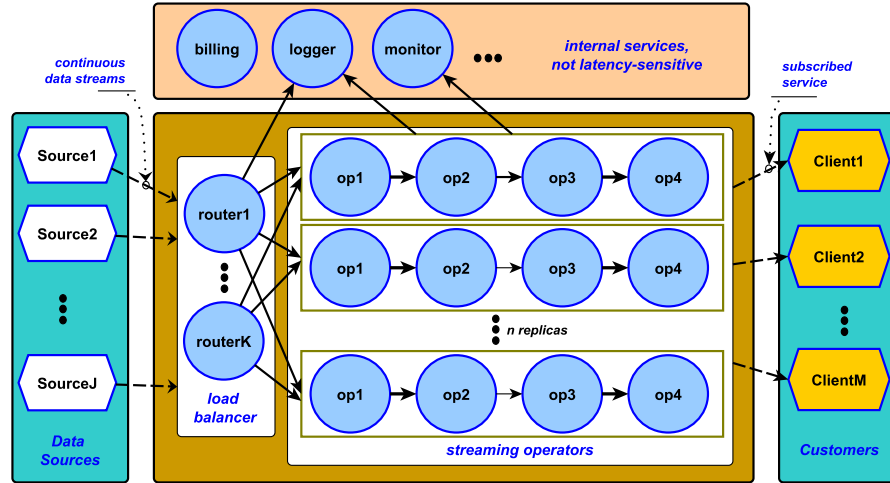 billing
logger
monitor
internal services,
not latency-sensitive
continuous
data streams
subscribed
service
Source1
Source2
SourceJ
Data
Sources
router1
routerK
load
balancer
op1
op2
op3
op4
op1
op2
op3
op4
n replicas
op1
op2
op3
op4
streaming operators
Client1
Client2
ClientM
Customers